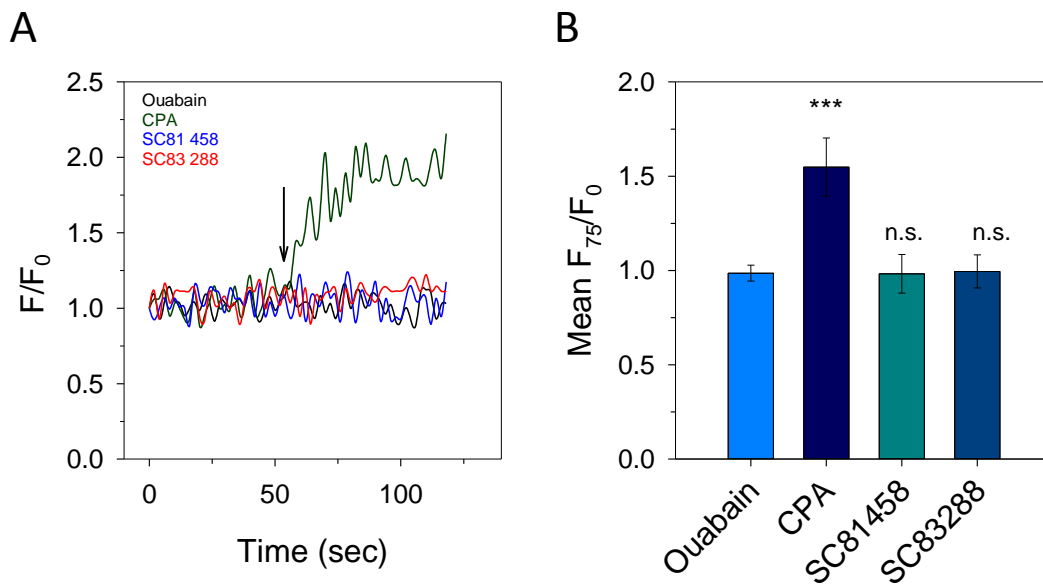 A
Ouabain
CPA
SC81 458
SC83 288
2.5
2.0
1.5
1.0
0.5
0.0
F/F0
0
50
100
Time (sec)
B
2.0
1.5
1.0
0.5
0.0
Mean F75/F0
***
n.s.
n.s.
Ouabain
CPA
SC81458
SC83288